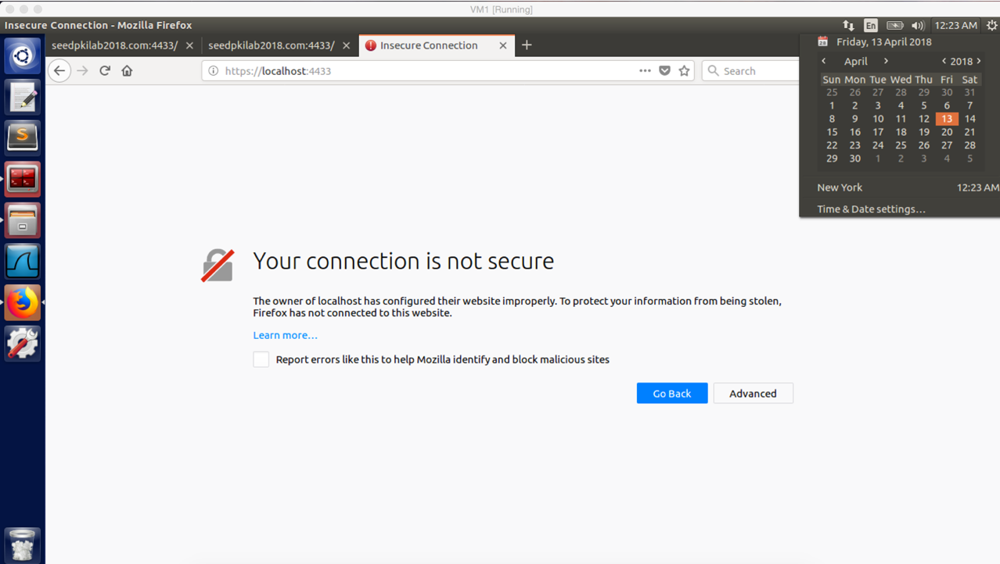 VM1 [Running]
Insecure Connection - Mozilla Firefox
En
12:23 AM
seedpkilab2018.com:4433/
seedpkilab2018.com:4433/
Insecure Connection
https://localhost:4433
Search
Friday, 13 April 2018
April
2018
Sun Mon Tue Wed Thu Fri Sat
25 26 27 28 29 30 31
1 2 3 4 5 6 7
8 9 10 11 12 13 14
15 16 17 18 19 20 21
22 23 24 25 26 27 28
29 30 1 2 3 4 5
New York 12:23 AM
Time & Date settings...
Your connection is not secure
The owner of localhost has configured their website improperly. To protect your information from being stolen,
Firefox has not connected to this website.
Learn more...
Report errors like this to help Mozilla identify and block malicious sites
Go Back
Advanced